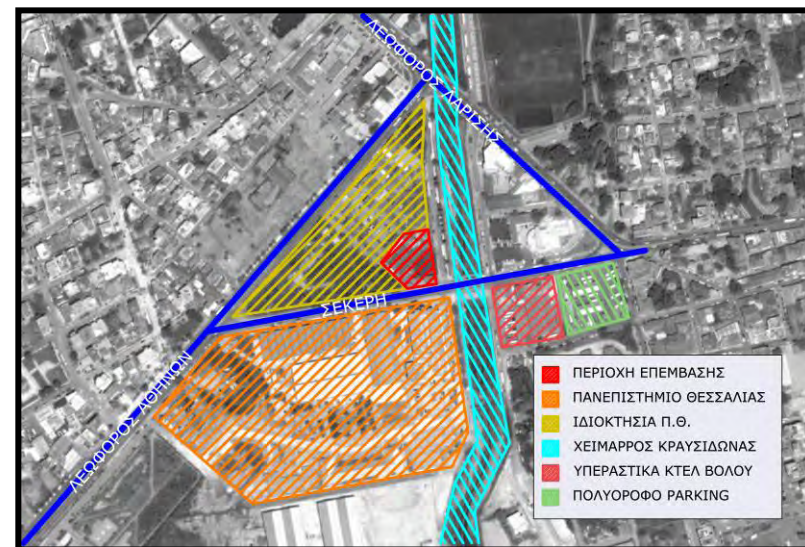 ΛΕΩΦΟΡΟΣ ΛΑΡΙΣΗΣ
ΣΕΚΕΡΗ
ΛΕΩΦΟΡΟΣ ΑΘΗΝΩΝ
ΠΕΡΙΟΧΗ ΕΠΕΜΒΑΣΗΣ
ΠΑΝΕΠΙΣΤΗΜΙΟ ΘΕΣΣΑΛΙΑΣ
ΙΔΙΟΚΤΗΣΙΑ Π.Θ.
ΧΕΙΜΑΡΡΟΣ ΚΡΑΥΣΙΔΩΝΑΣ
ΥΠΕΡΑΣΤΙΚΑ ΚΤΕΛ ΒΟΛΟΥ
ΠΟΛΥΟΡΟΦΟ PARKING